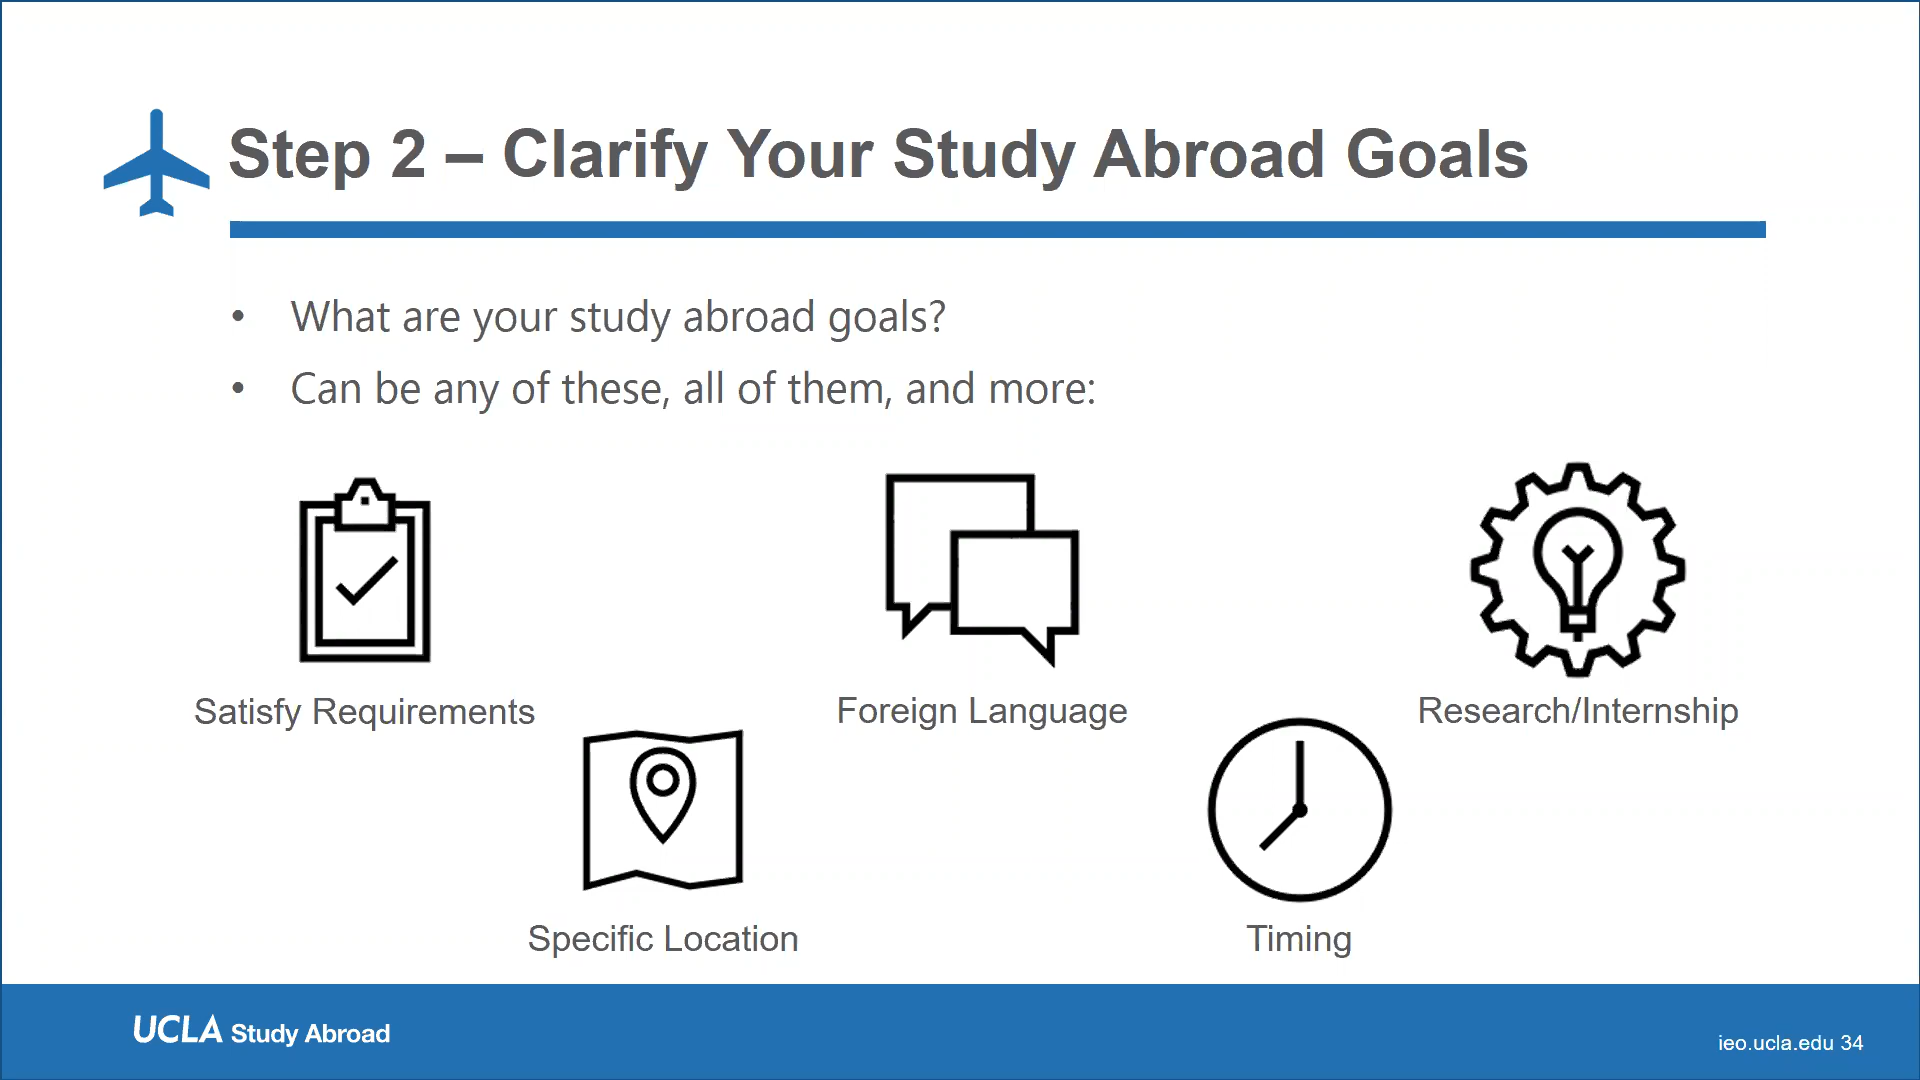 Step 2 – Clarify Your Study Abroad Goals
• What are your study abroad goals?
• Can be any of these, all of them, and more:
Satisfy Requirements
Foreign Language
Research/Internship
Specific Location
Timing
UCLA Study Abroad
ieo.ucla.edu 34